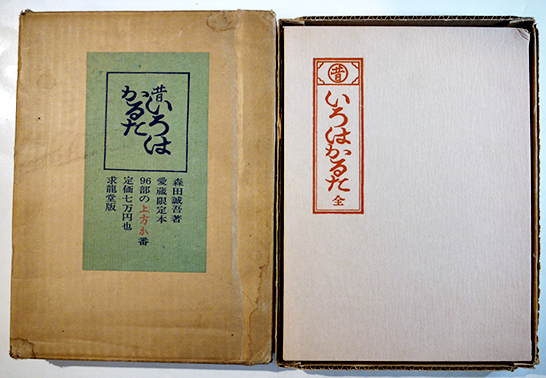 昔
いろは
かるた
森田誠吾著
愛蔵限定本
96部の上方か番
定価七万円也
求龍堂版
昔
いろはかるた
全